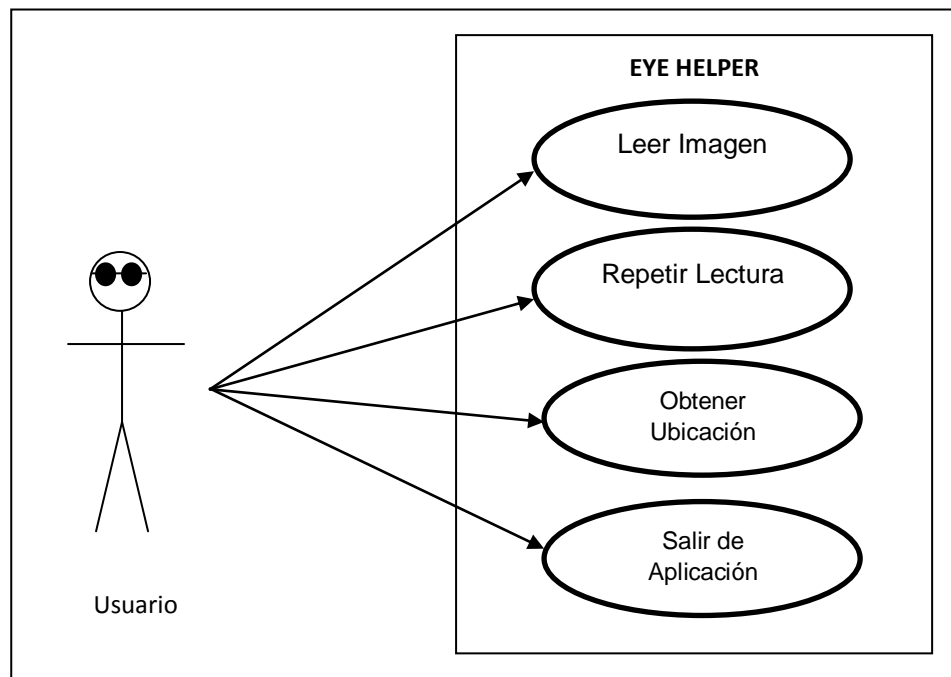 EYE HELPER
Leer Imagen
Repetir Lectura
Obtener
Ubicación
Salir de
Aplicación
Usuario